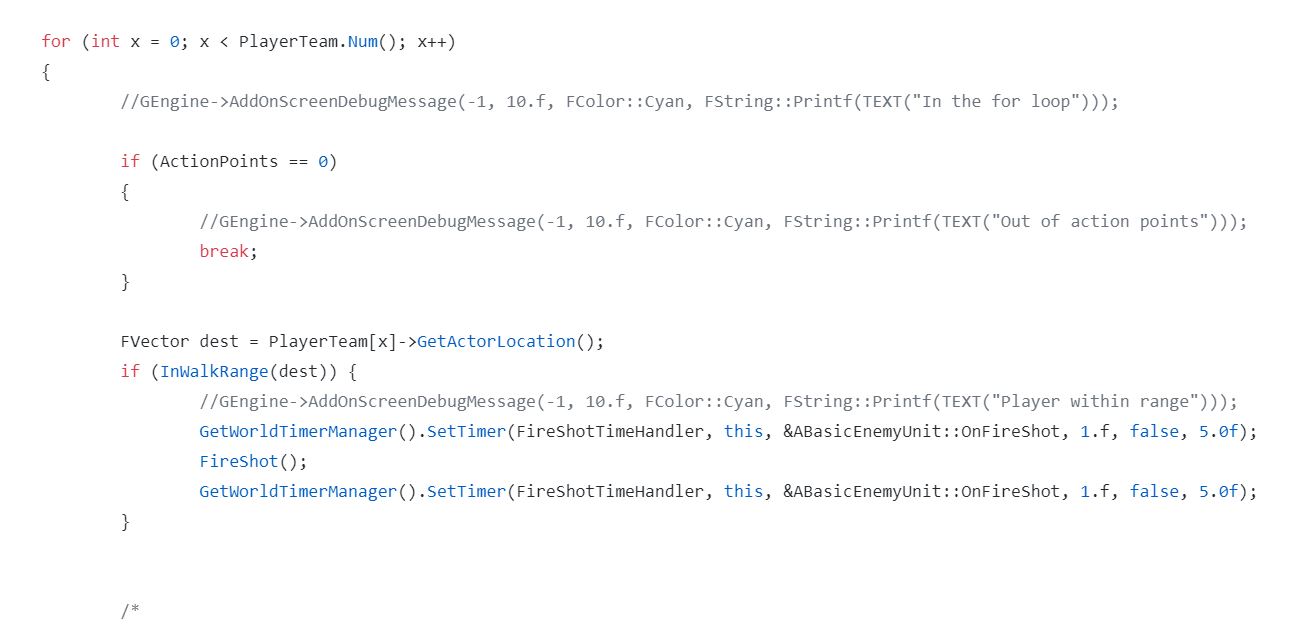 for (int x = 0; x < PlayerTeam.Num(); x++)
{
//GEngine->AddOnScreenDebugMessage(-1, 10.f, FColor::Cyan, FString::Printf(TEXT("In the for loop")));
if (ActionPoints == 0)
{
//GEngine->AddOnScreenDebugMessage(-1, 10.f, FColor::Cyan, FString::Printf(TEXT("Out of action points")));
break;
}
FVector dest = PlayerTeam[x]->GetActorLocation();
if (InWalkRange(dest)) {
//GEngine->AddOnScreenDebugMessage(-1, 10.f, FColor::Cyan, FString::Printf(TEXT("Player within range")));
GetWorldTimerManager().SetTimer(FireShotTimeHandler, this, &ABasicEnemyUnit::OnFireShot, 1.f, false, 5.0f);
FireShot();
GetWorldTimerManager().SetTimer(FireShotTimeHandler, this, &ABasicEnemyUnit::OnFireShot, 1.f, false, 5.0f);
}
/*